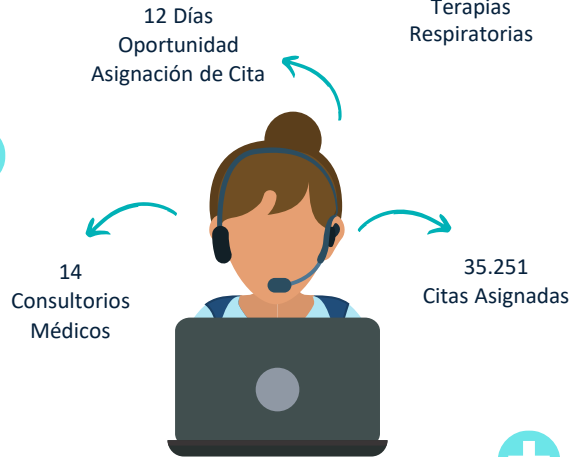 12 Días
Oportunidad
Asignación de Cita
Terapias
Respiratorias
14
Consultorios
Médicos
35.251
Citas Asignadas